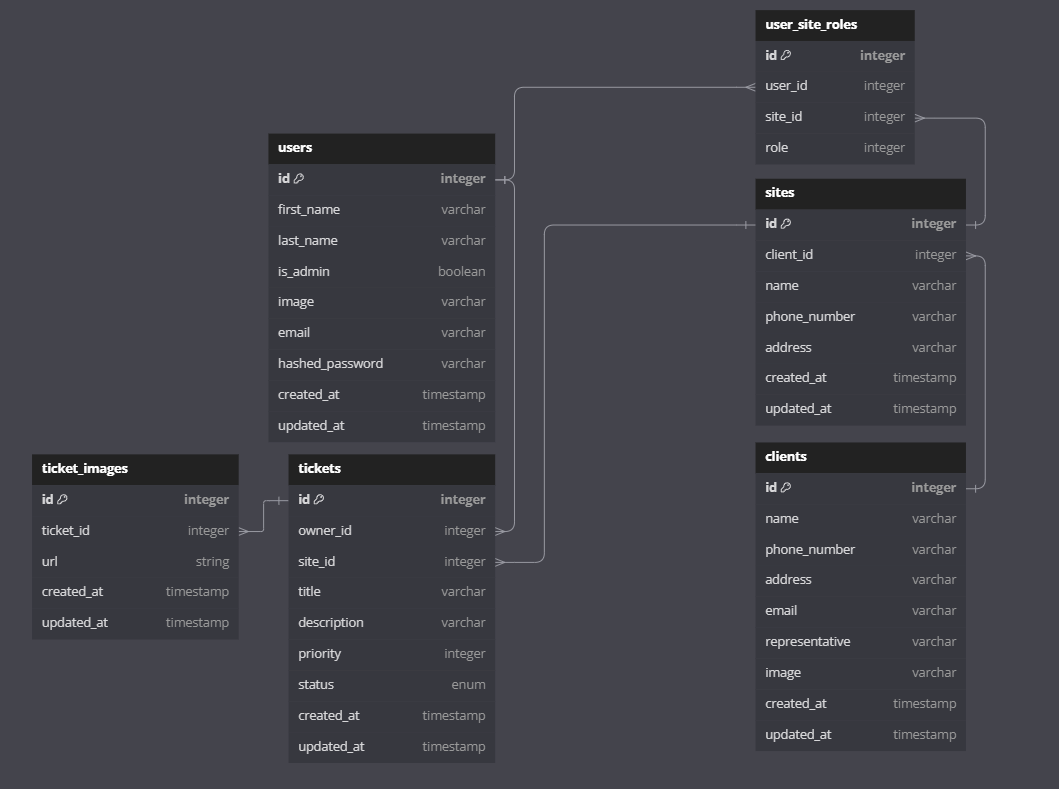 user_site_roles
id integer
user_id integer
site_id integer
role integer
users
id integer
first_name varchar
last_name varchar
is_admin boolean
image varchar
email varchar
hashed_password varchar
created_at timestamp
updated_at timestamp
sites
id integer
client_id integer
name varchar
phone_number varchar
address varchar
created_at timestamp
updated_at timestamp
ticket_images
id integer
ticket_id integer
url string
created_at timestamp
updated_at timestamp
tickets
id integer
owner_id integer
site_id integer
title varchar
description varchar
priority integer
status enum
created_at timestamp
updated_at timestamp
clients
id integer
name varchar
phone_number varchar
address varchar
email varchar
representative varchar
image varchar
created_at timestamp
updated_at timestamp